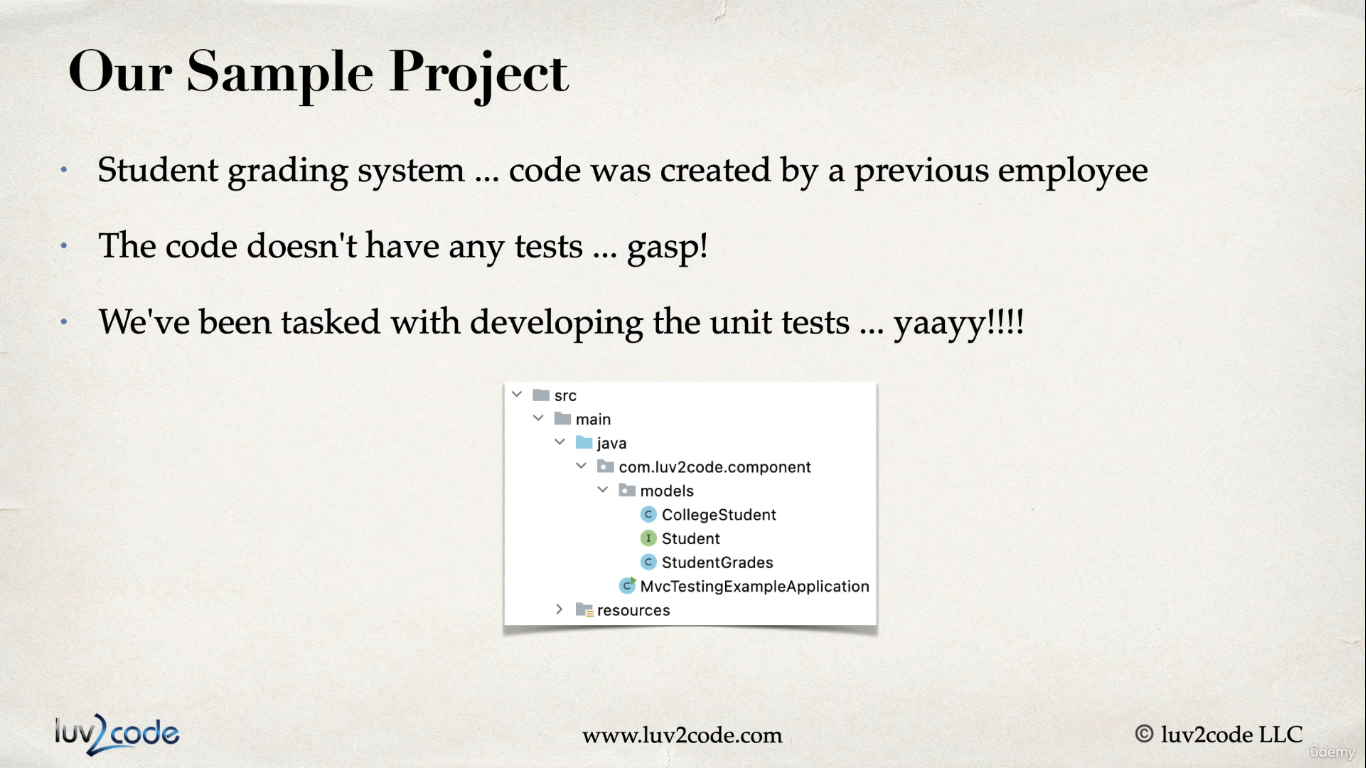 Our Sample Project
• Student grading system ... code was created by a previous employee
• The code doesn't have any tests ... gasp!
• We've been tasked with developing the unit tests ... yaayy!!!!
src
main
java
com.luv2code.component
models
C CollegeStudent
I Student
C StudentGrades
C MvcTestingExampleApplication
resources
luv2code
www.luv2code.com
© luv2code LLC
ûdemy